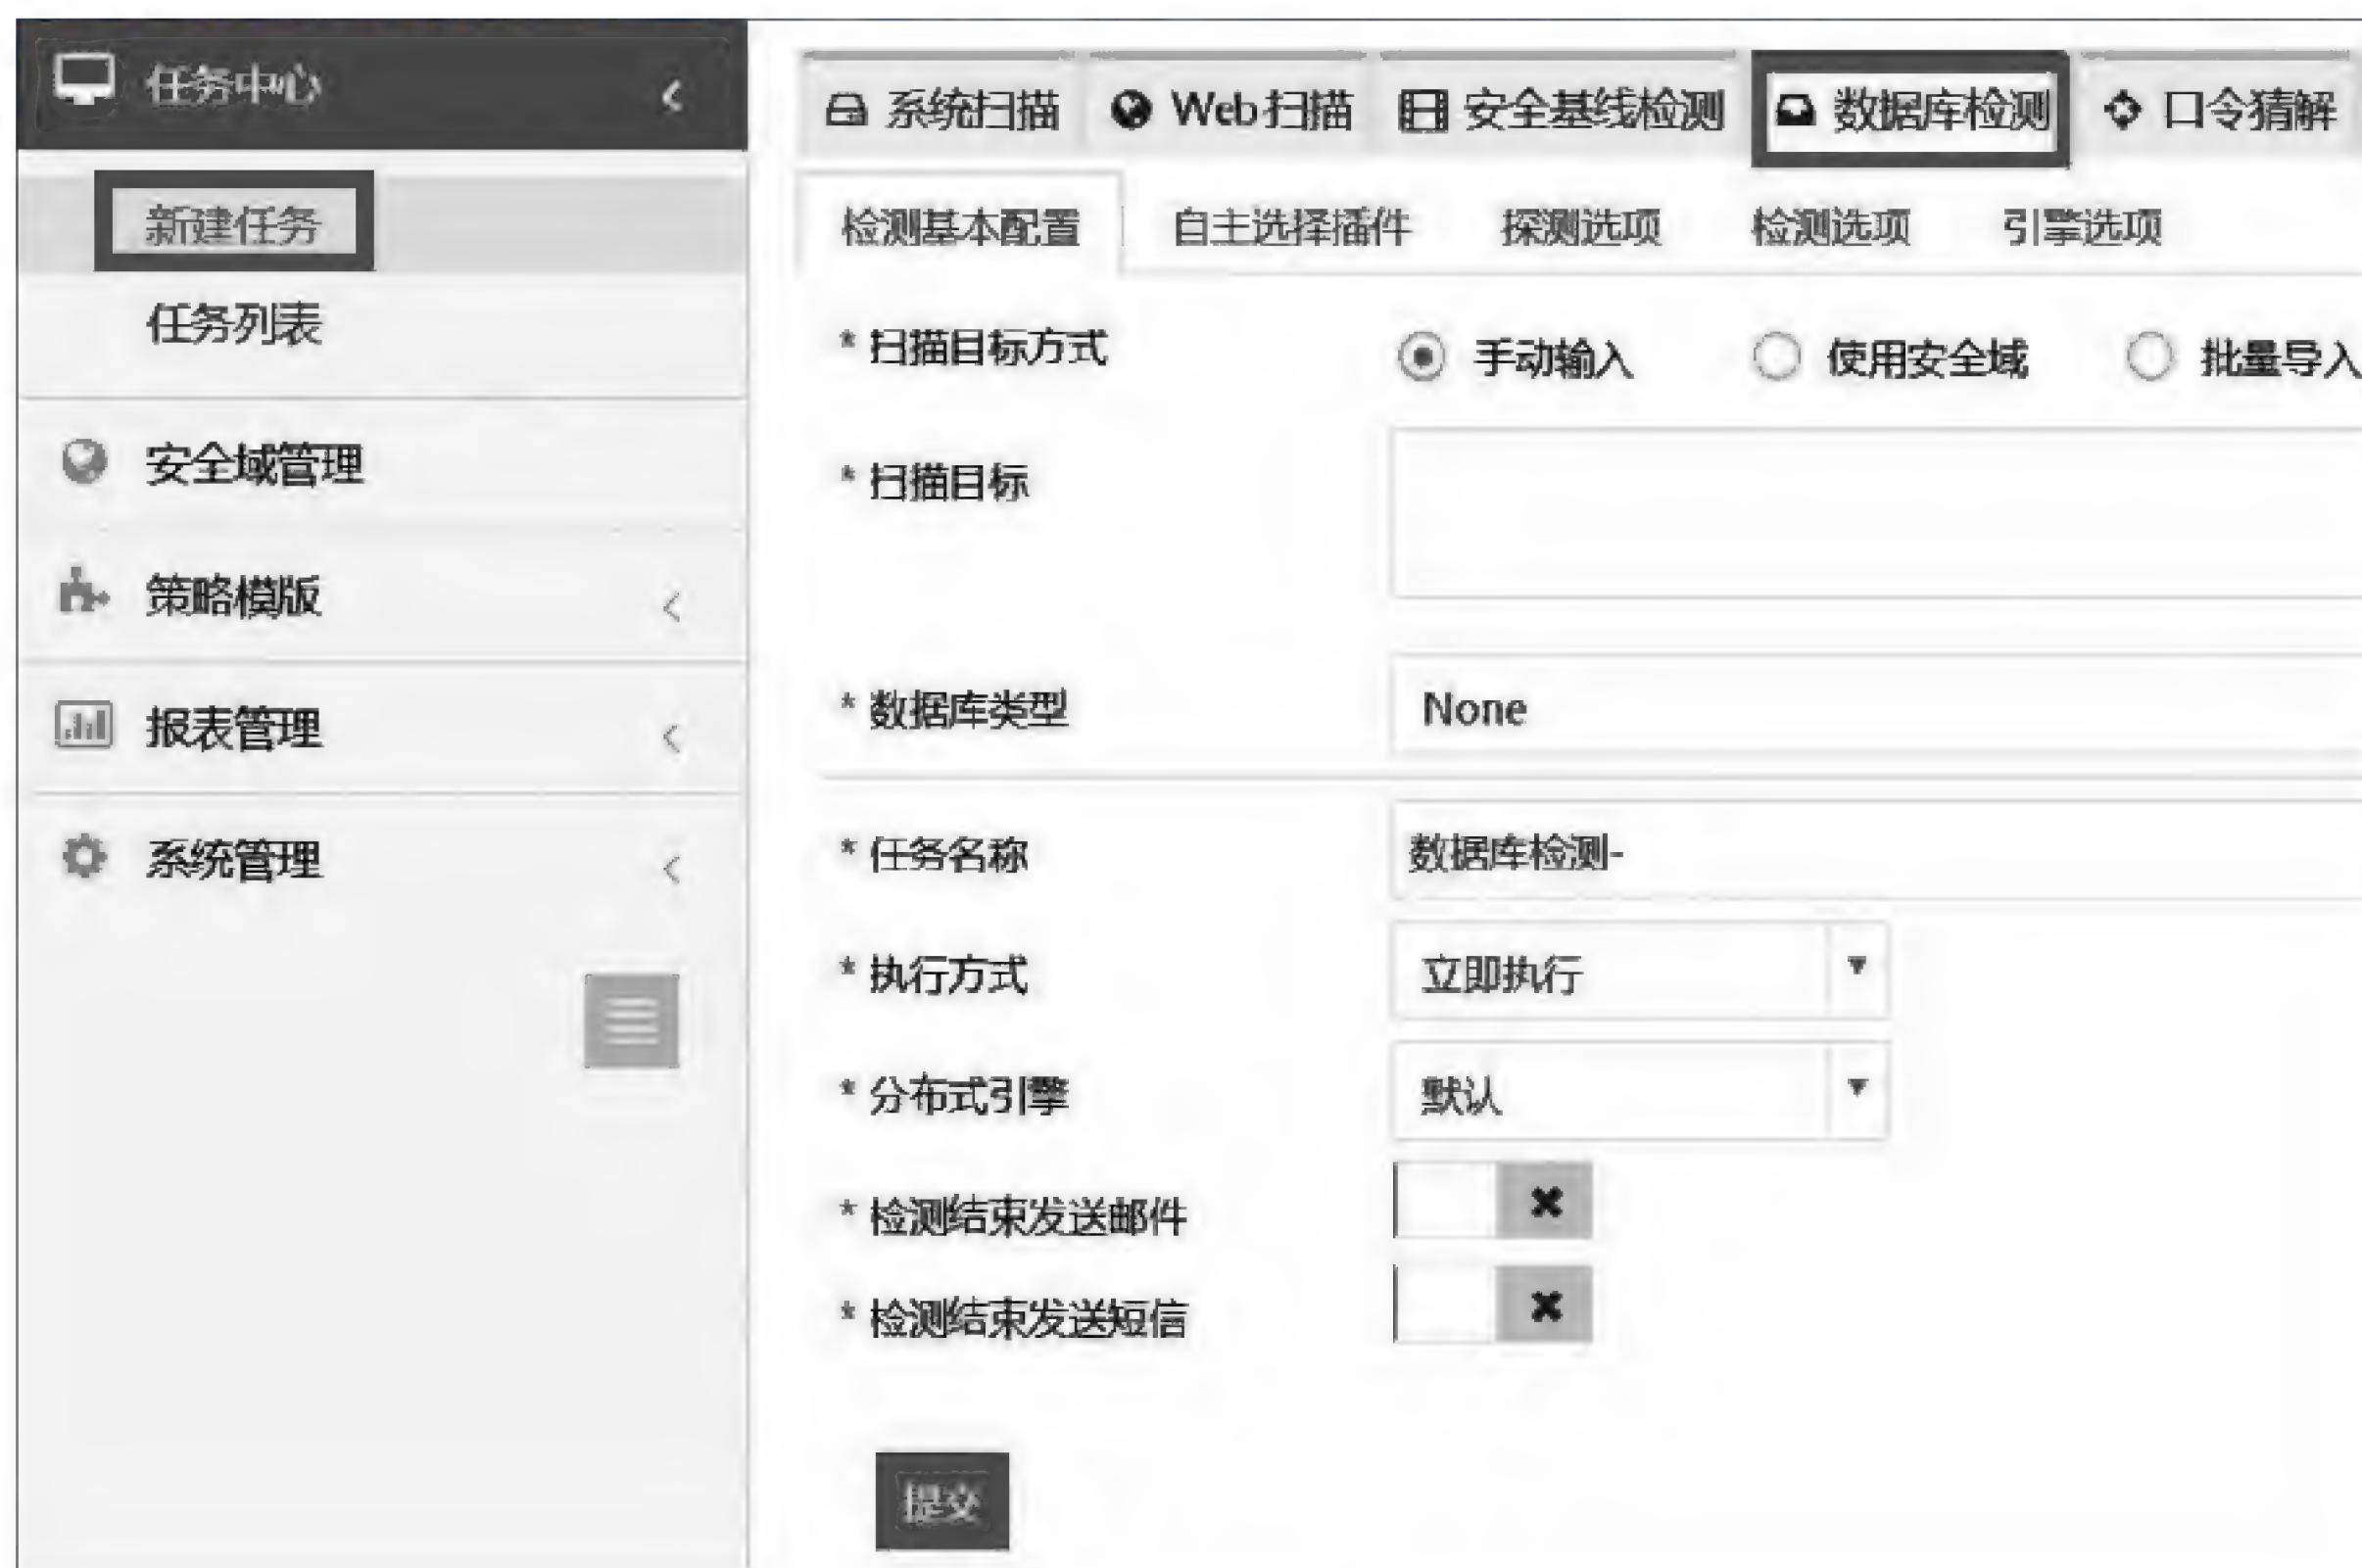 任务中心
新建任务
任务列表
安全域管理
策略模版
报表管理
系统管理
系统扫描 Web扫描 安全基线检测 数据库检测 口令猜解
检测基本配置 自主选择插件 探测选项 检测选项 引擎选项
* 扫描目标方式 手动输入 使用安全域 批量导入
* 扫描目标
* 数据库类型 None
* 任务名称 数据库检测-
* 执行方式 立即执行
* 分布式引擎 默认
* 检测结束发送邮件
* 检测结束发送短信
提交